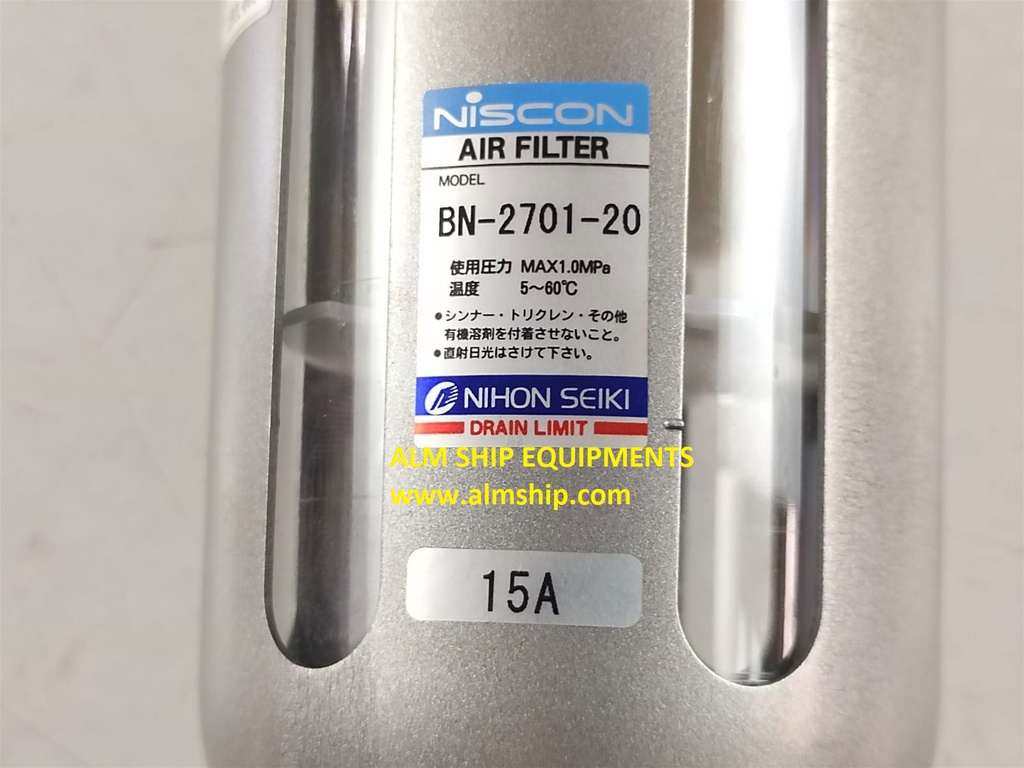 NiSCON
AIR FILTER
MODEL
BN-2701-20
使用圧力 MAX1.0MPa
温度 5～60℃
●シンナー・トリクレン・その他
有機溶剤を付着させないこと。
●直射日光はさけて下さい。
NIHON SEIKI
DRAIN LIMIT
ALM SHIP EQUIPMENTS
www.almship.com
15A